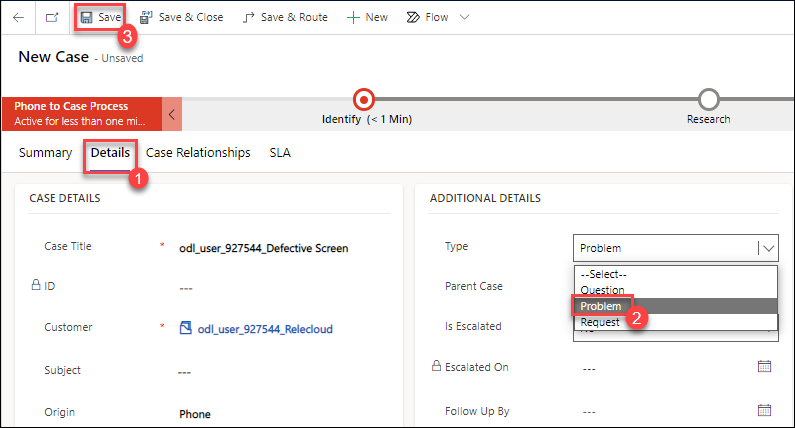 Save
Save & Close
Save & Route
New
Flow
3
New Case - Unsaved
Phone to Case Process
Active for less than one mi...
Identify (< 1 Min)
Research
Summary
Details
Case Relationships
SLA
1
CASE DETAILS
Case Title * odl_user_927544_Defective Screen
ID ---
Customer * odl_user_927544_Relecloud
Subject ---
Origin Phone
ADDITIONAL DETAILS
Type Problem
--Select--
Parent Case Question
Problem
2
Is Escalated Request
Escalated On ---
Follow Up By ---